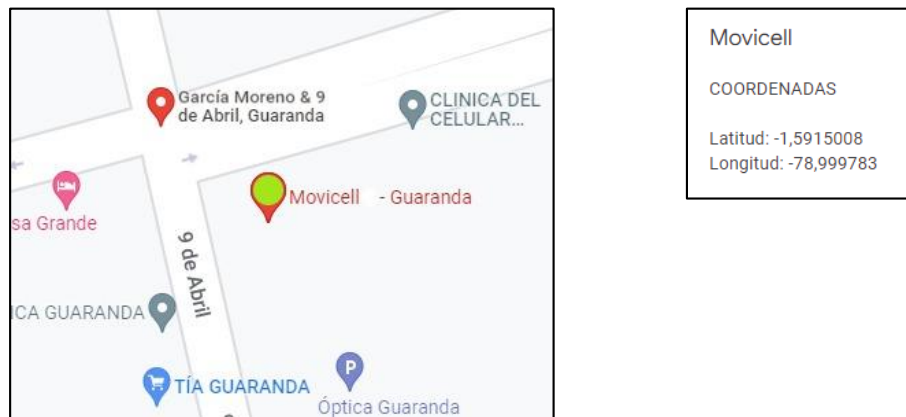 García Moreno & 9
de Abril, Guaranda
CLINICA DEL
CELULAR...
Movicell - Guaranda
sa Grande
9 de Abril
ICA GUARANDA
TÍA GUARANDA
P
Óptica Guaranda
Movicell
COORDENADAS
Latitud: -1,5915008
Longitud: -78,999783